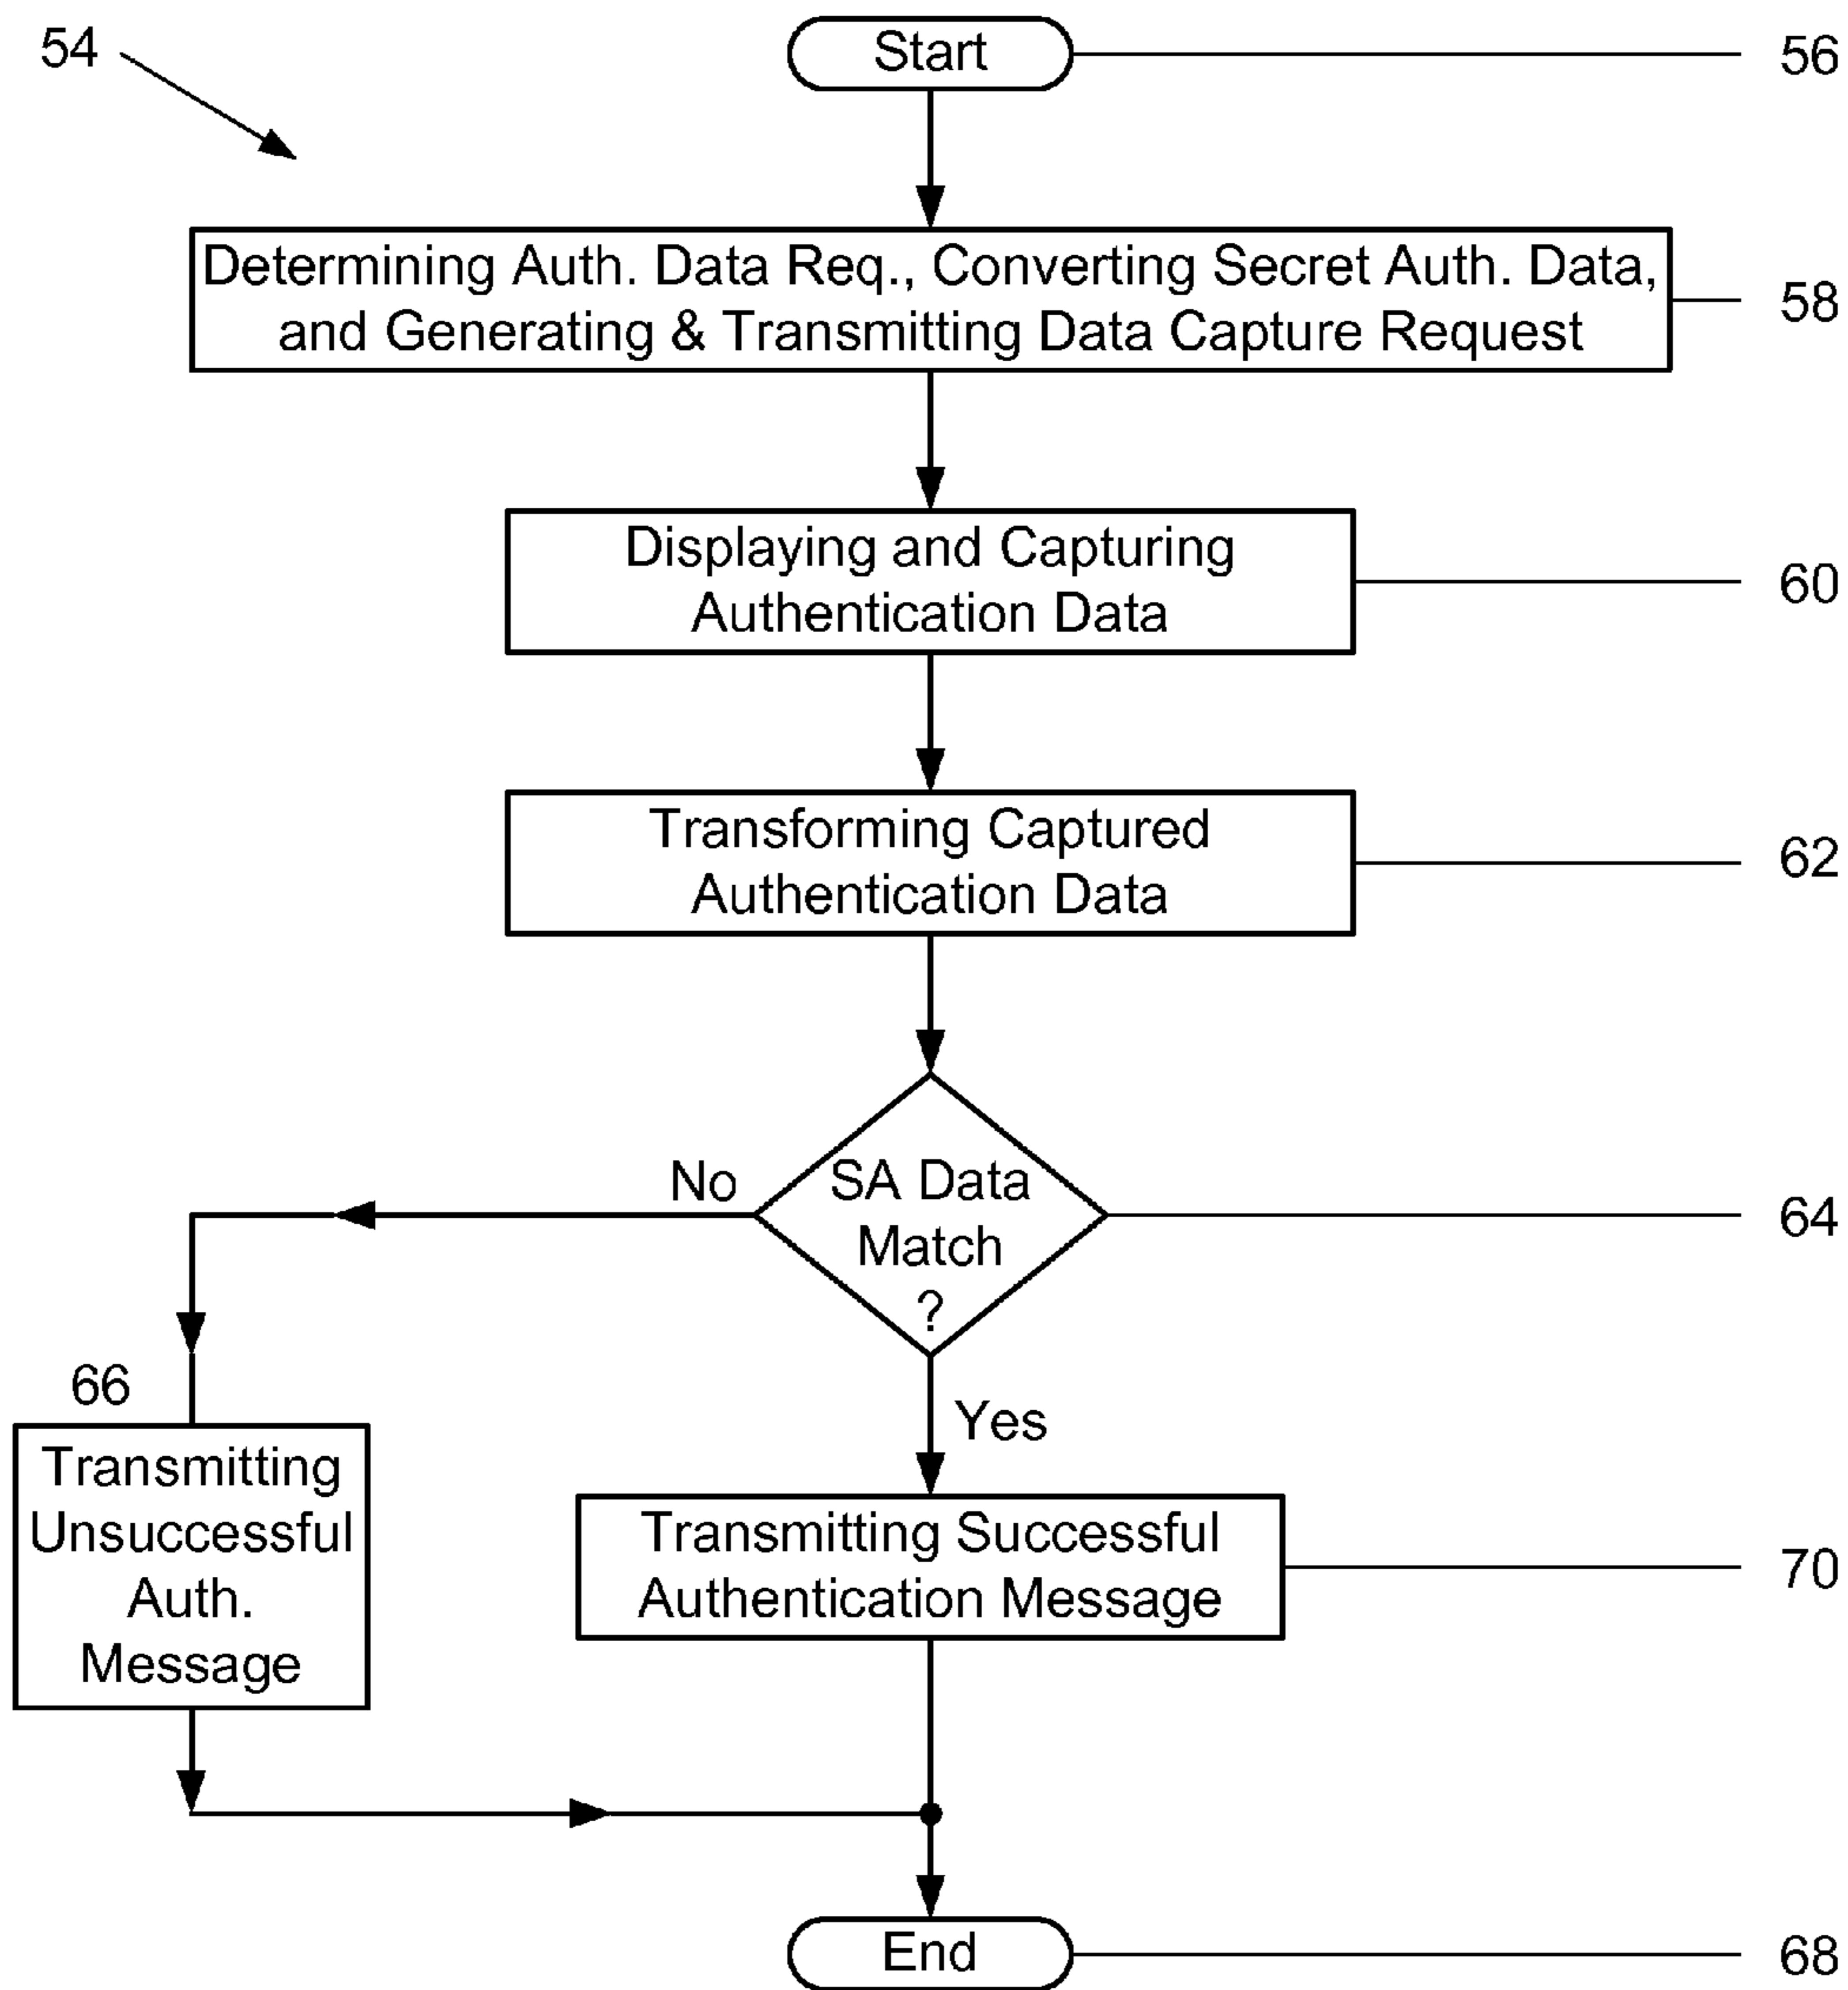 54
Start
56
Determining Auth. Data Req., Converting Secret Auth. Data,
and Generating & Transmitting Data Capture Request
58
Displaying and Capturing
Authentication Data
60
Transforming Captured
Authentication Data
62
No
SA Data
Match
?
64
66
Yes
Transmitting
Unsuccessful
Auth.
Message
Transmitting Successful
Authentication Message
70
End
68